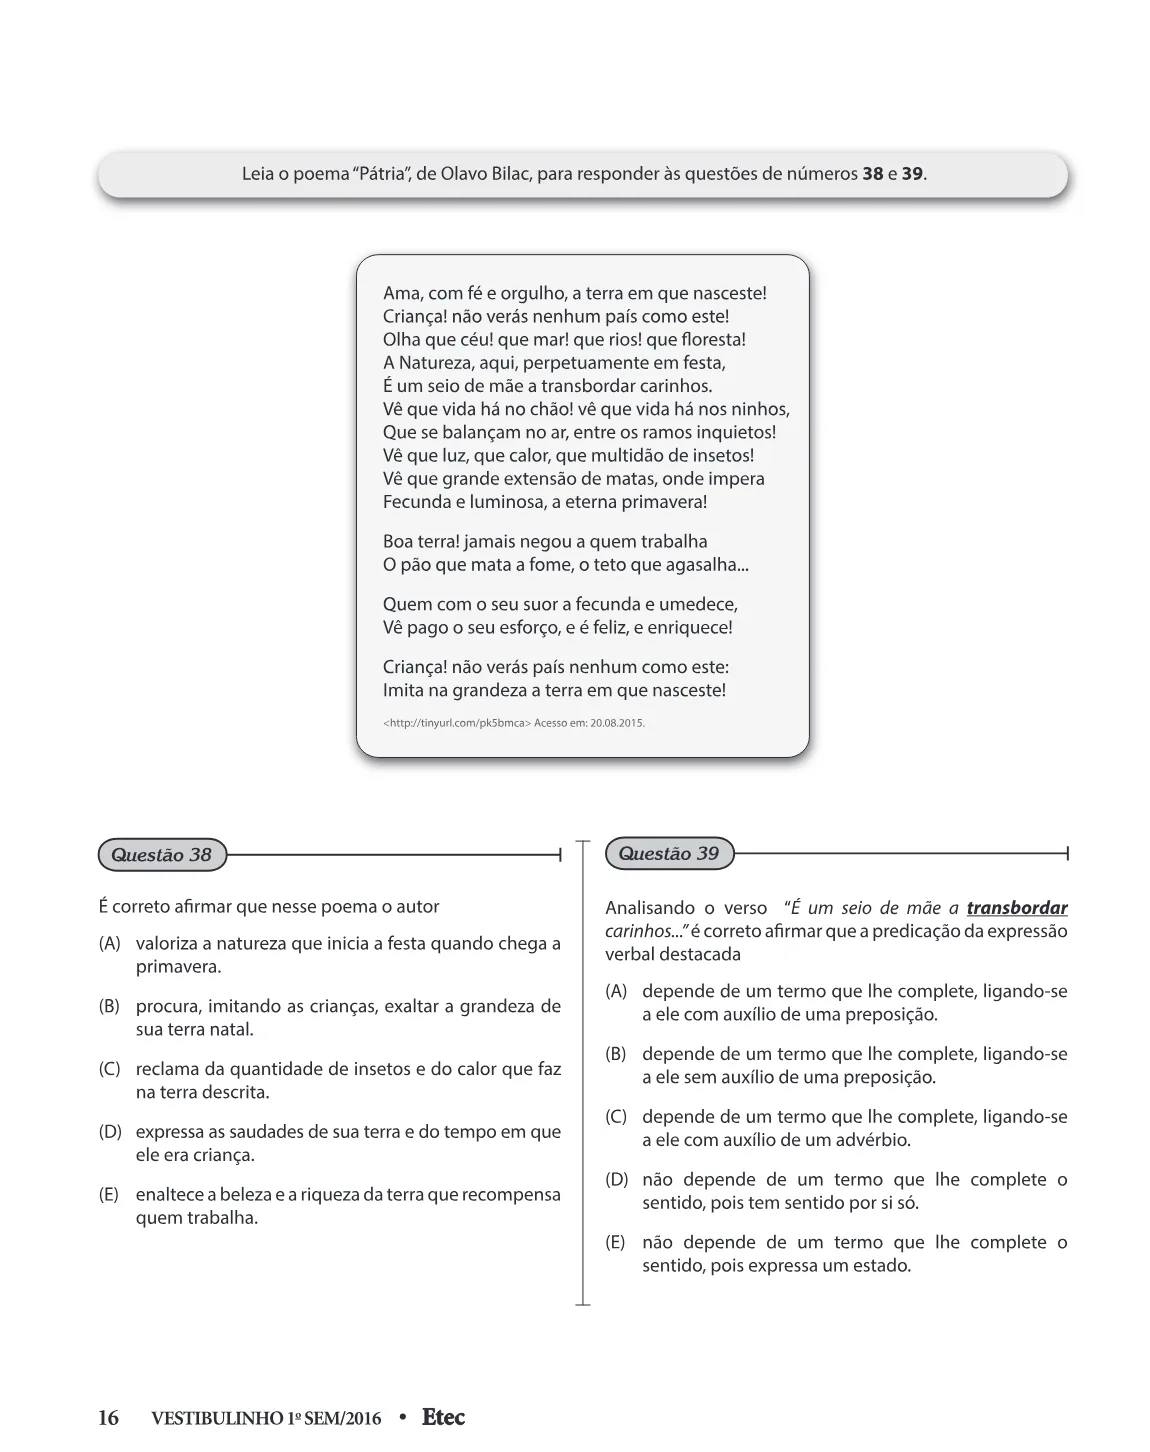 Leia o poema “Pátria”, de Olavo Bilac, para responder às questões de números 38 e 39.
Ama, com fé e orgulho, a terra em que nasceste!
Criança! não verás nenhum país como este!
Olha que céu! que mar! que rios! que floresta!
A Natureza, aqui, perpetuamente em festa,
É um seio de mãe a transbordar carinhos.
Vê que vida há no chão! vê que vida há nos ninhos,
Que se balançam no ar, entre os ramos inquietos!
Vê que luz, que calor, que multidão de insetos!
Vê que grande extensão de matas, onde impera
Fecunda e luminosa, a eterna primavera!
Boa terra! jamais negou a quem trabalha
O pão que mata a fome, o teto que agasalha...
Quem com o seu suor a fecunda e umedece,
Vê pago o seu esforço, e é feliz, e enriquece!
Criança! não verás país nenhum como este:
Imita na grandeza a terra em que nasceste!
<http://tinyurl.com/pk5bmca> Acesso em: 20.08.2015.
Questão 38
É correto afirmar que nesse poema o autor
(A) valoriza a natureza que inicia a festa quando chega a
primavera.
(B) procura, imitando as crianças, exaltar a grandeza de
sua terra natal.
(C) reclama da quantidade de insetos e do calor que faz
na terra descrita.
(D) expressa as saudades de sua terra e do tempo em que
ele era criança.
(E) enaltece a beleza e a riqueza da terra que recompensa
quem trabalha.
Questão 39
Analisando o verso “É um seio de mãe a transbordar
carinhos...” é correto afirmar que a predicação da expressão
verbal destacada
(A) depende de um termo que lhe complete, ligando-se
a ele com auxílio de uma preposição.
(B) depende de um termo que lhe complete, ligando-se
a ele sem auxílio de uma preposição.
(C) depende de um termo que lhe complete, ligando-se
a ele com auxílio de um advérbio.
(D) não depende de um termo que lhe complete o
sentido, pois tem sentido por si só.
(E) não depende de um termo que lhe complete o
sentido, pois expressa um estado.
16 VESTIBULINHO 1º SEM/2016 • Etec